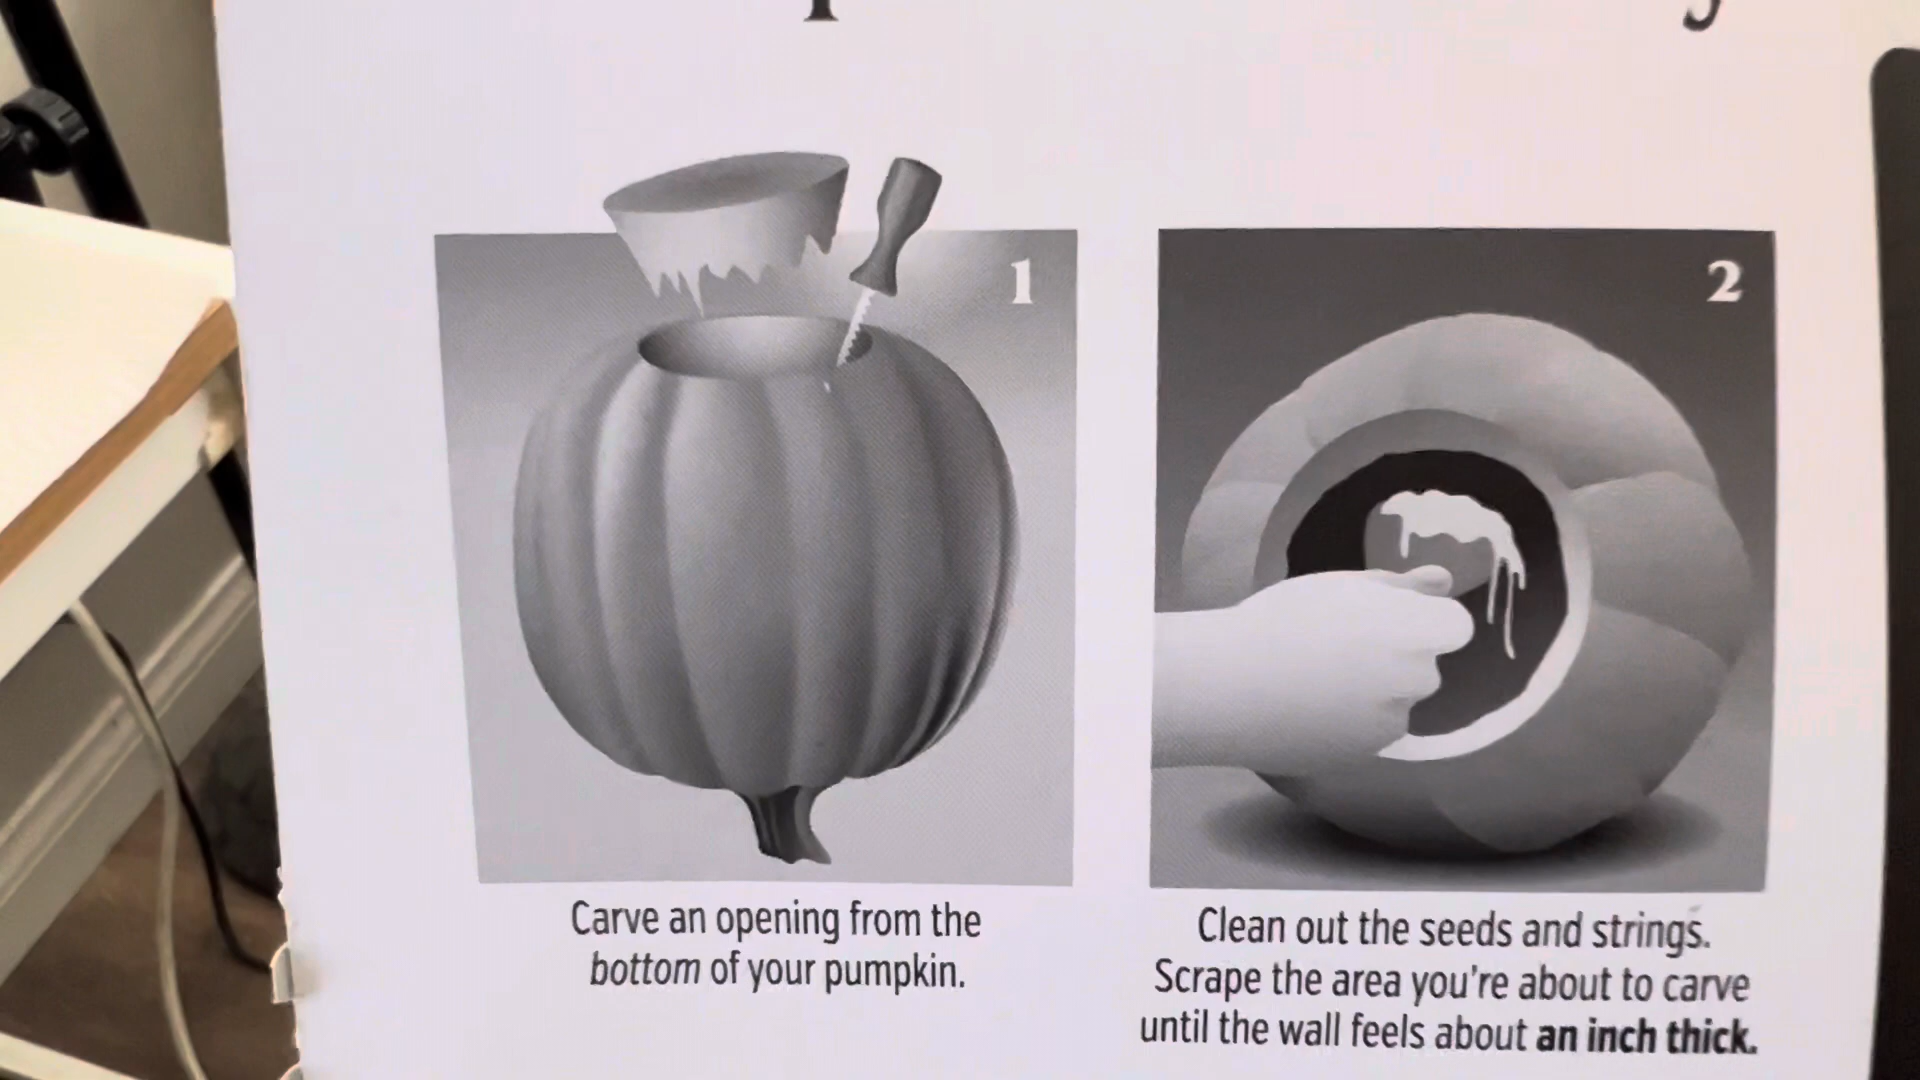 1
2
Carve an opening from the
bottom of your pumpkin.
Clean out the seeds and strings.
Scrape the area you're about to carve
until the wall feels about an inch thick.